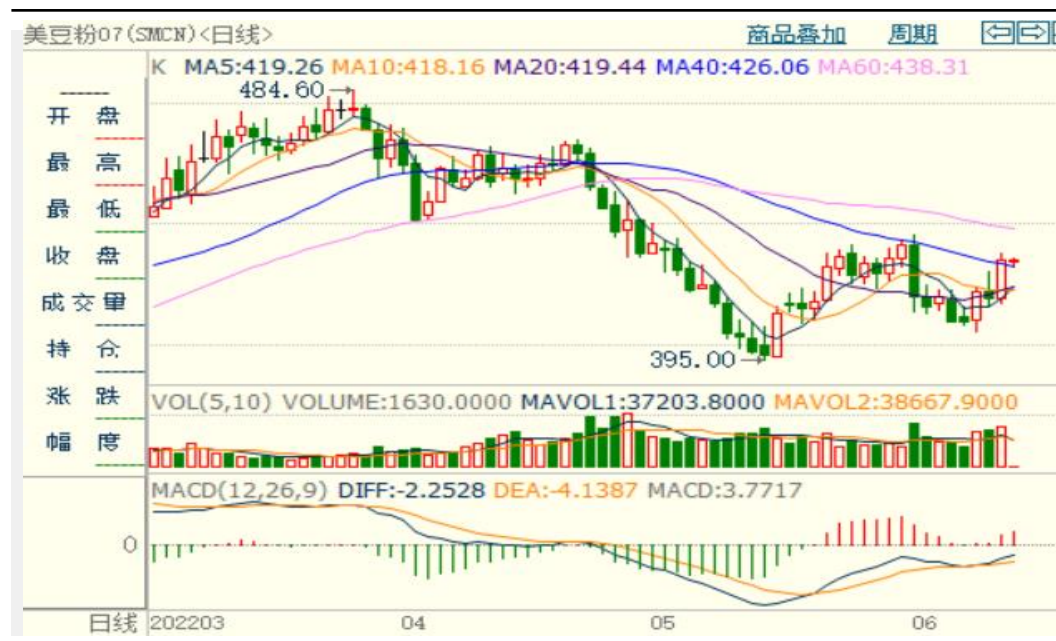 美豆粉07(SMCN)<日线> 商品叠加 周期
K MA5:419.26 MA10:418.16 MA20:419.44 MA40:426.06 MA60:438.31
484.60
开盘
最高
最低
收盘
成交量
持仓
涨跌
幅度
395.00
VOL(5,10) VOLUME:1630.0000 MAVOL1:37203.8000 MAVOL2:38667.9000
MACD(12,26,9) DIFF:-2.2528 DEA:-4.1387 MACD:3.7717
0
日线 202203 04 05 06